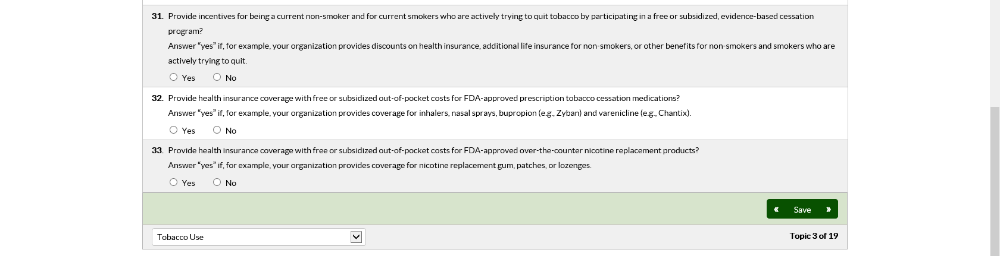 31. Provide incentives for being a current non-smoker and for current smokers who are actively trying to quit tobacco by participating in a free or subsidized, evidence-based cessation
program?
Answer “yes” if, for example, your organization provides discounts on health insurance, additional life insurance for non-smokers, or other benefits for non-smokers and smokers who are
actively trying to quit.
Yes No
32. Provide health insurance coverage with free or subsidized out-of-pocket costs for FDA-approved prescription tobacco cessation medications?
Answer “yes” if, for example, your organization provides coverage for inhalers, nasal sprays, bupropion (e.g., Zyban) and varenicline (e.g., Chantix).
Yes No
33. Provide health insurance coverage with free or subsidized out-of-pocket costs for FDA-approved over-the-counter nicotine replacement products?
Answer “yes” if, for example, your organization provides coverage for nicotine replacement gum, patches, or lozenges.
Yes No
« Save »
Tobacco Use Topic 3 of 19